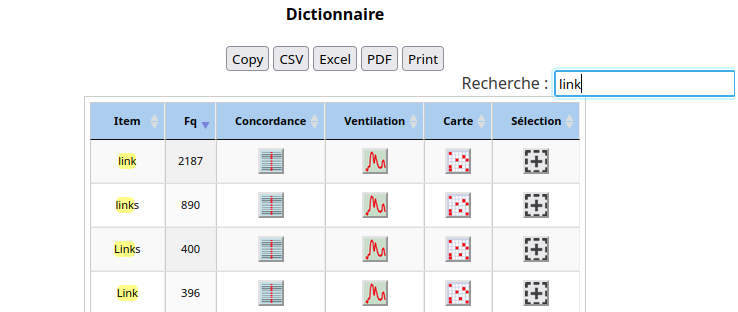 Dictionnaire
Copy CSV Excel PDF Print
Recherche : link
Item Fq Concordance Ventilation Carte Sélection
link 2187
links 890
Links 400
Link 396